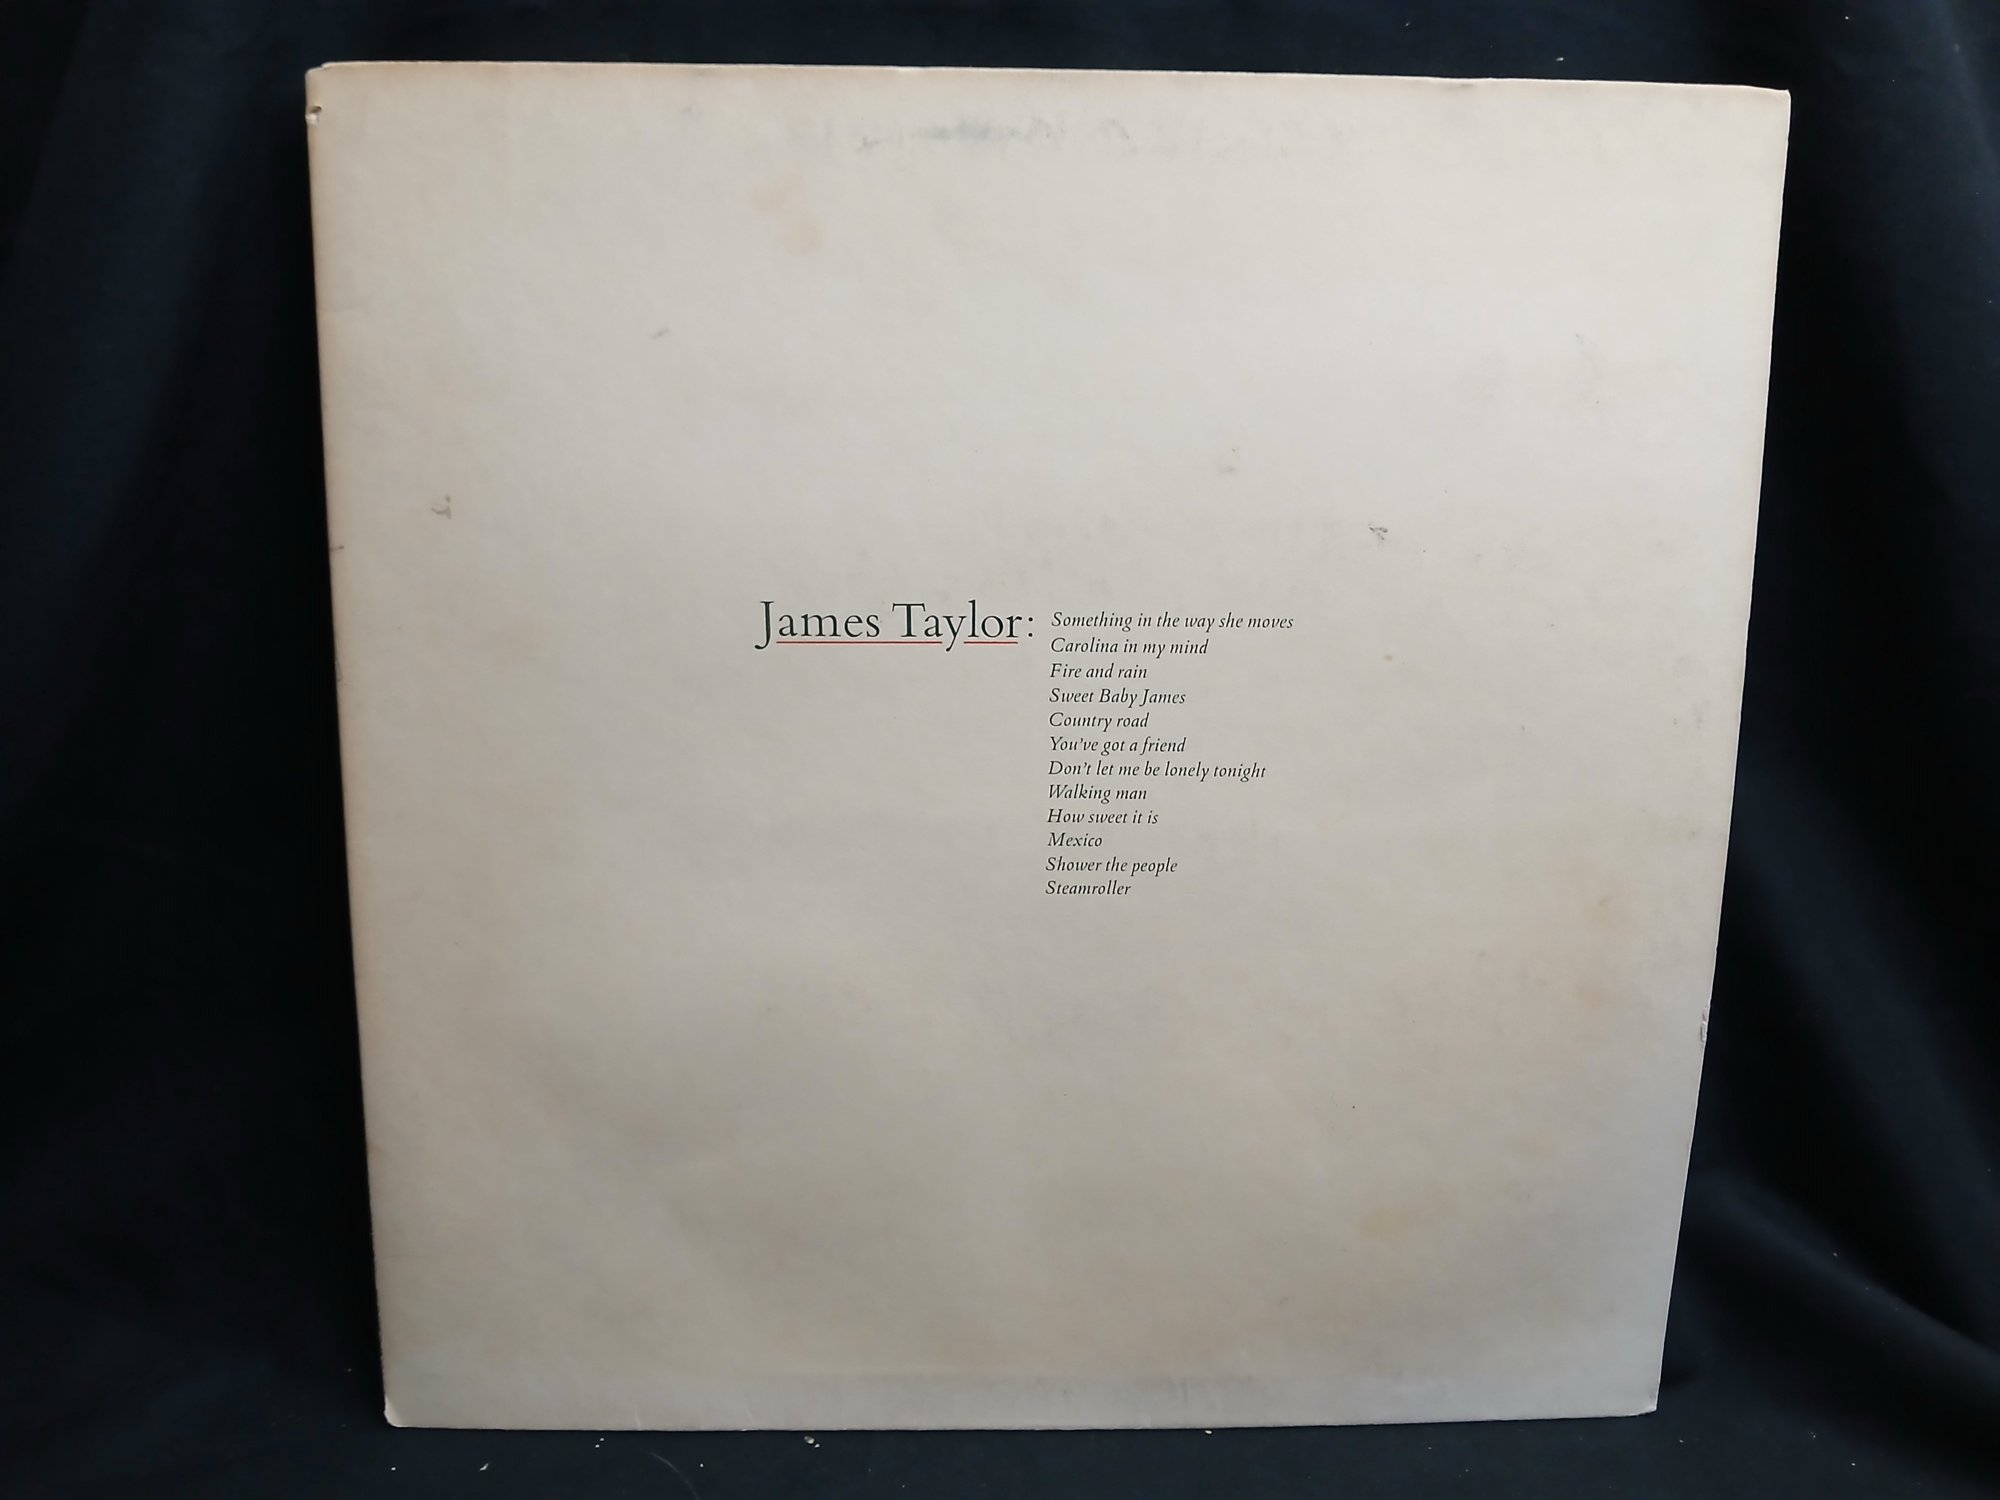 James Taylor: Something in the way she moves
Carolina in my mind
Fire and rain
Sweet Baby James
Country road
You've got a friend
Don't let me be lonely tonight
Walking man
How sweet it is
Mexico
Shower the people
Steamroller